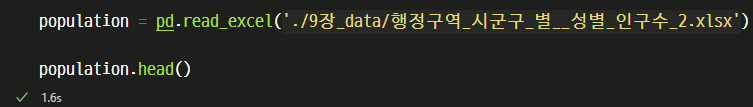 population = pd.read_excel('./9장_data/행정구역_시군구_별__성별_인구수_2.xlsx')
population.head()
1.6s